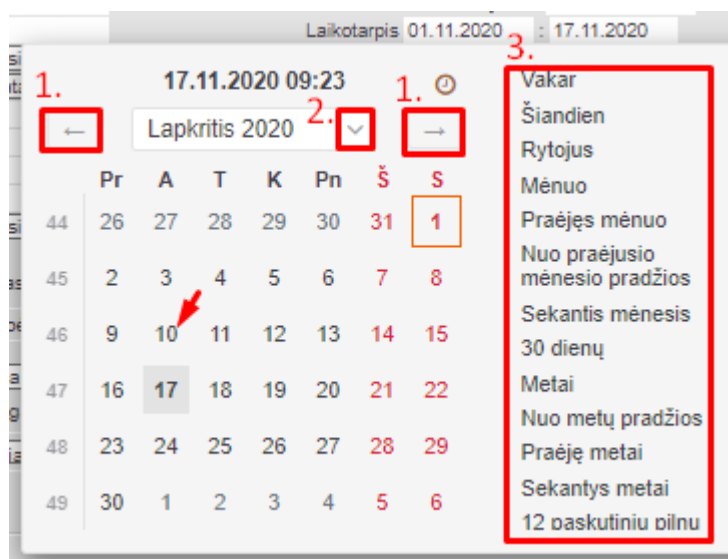 Laikotarpis 01.11.2020 : 17.11.2020
3.
1.
17.11.2020 09:23
1.
← Lapkritis 2020 2. →
Pr A T K Pn Š S
44 26 27 28 29 30 31 1
45 2 3 4 5 6 7 8
46 9 10 11 12 13 14 15
47 16 17 18 19 20 21 22
48 23 24 25 26 27 28 29
49 30 1 2 3 4 5 6
Vakar
Šiandien
Rytojus
Mėnuo
Praėjęs mėnuo
Nuo praėjusio
mėnesio pradžios
Sekantis mėnesis
30 dienų
Metai
Nuo metų pradžios
Praėję metai
Sekantys metai
12 paskutinių pilnų